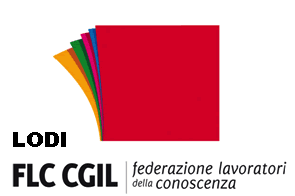 LODI
FLC CGIL
federazione lavoratori
della conoscenza